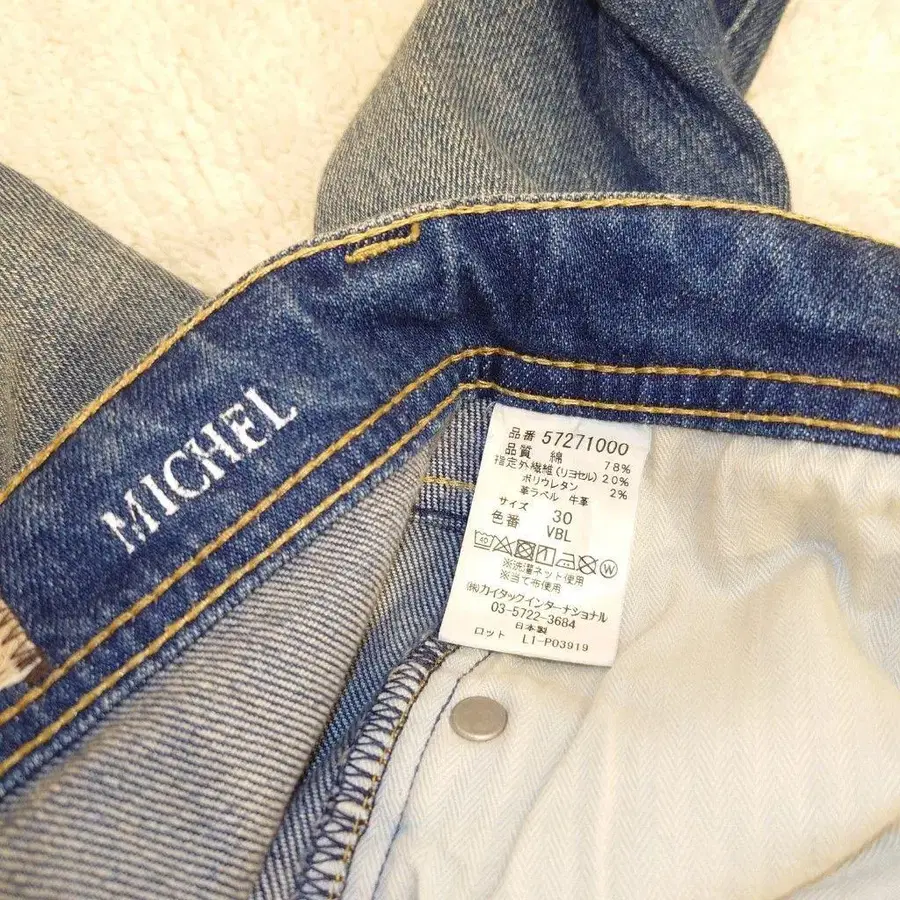 MICHEL
品番 57271000
品質 綿 78%
指定外繊維(リヨセル) 20%
ポリウレタン 2%
革ラベル 牛革
サイズ 30
色番 VBL
40 W
※洗濯ネット使用
※当て布使用
㈱カイタックインターナショナル
03-5722-3684
日本製
ロット L1-P03919